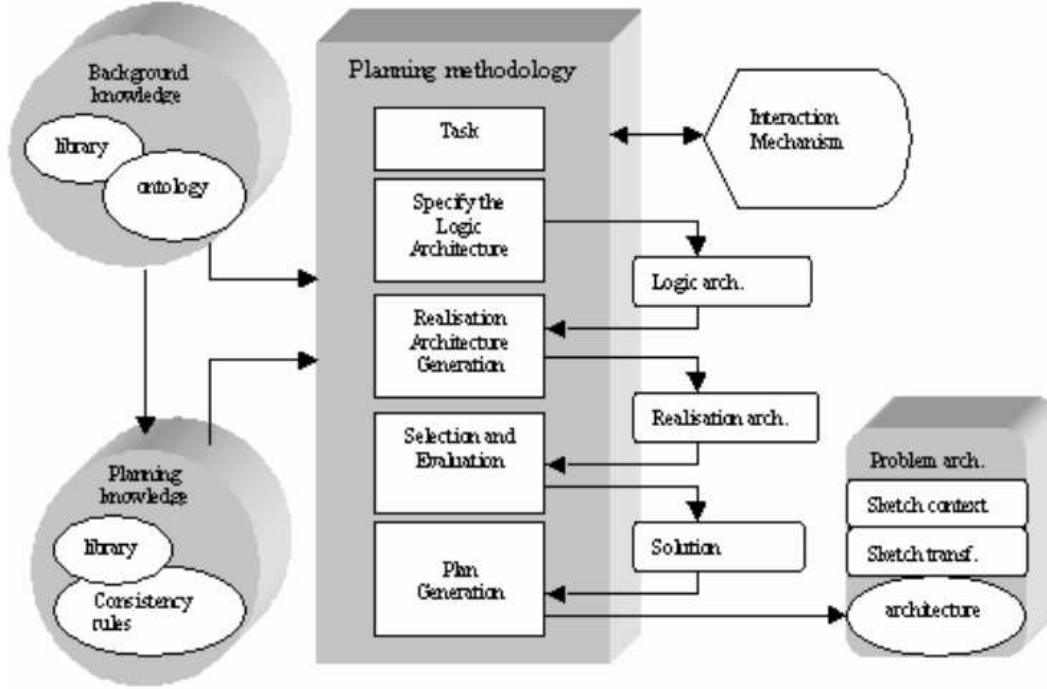 Background
knowledge
library
ontology
Planning
knowledge
library
Consistency
rules
Planning methodology
Task
Specify the
Logic
Architecture
Realisation
Architecture
Generation
Selection and
Evaluation
Plan
Generation
Interaction
Mechanism
Logic arch.
Realisation arch.
Solution
Problem arch.
Sketch context
Sketch transf.
architecture